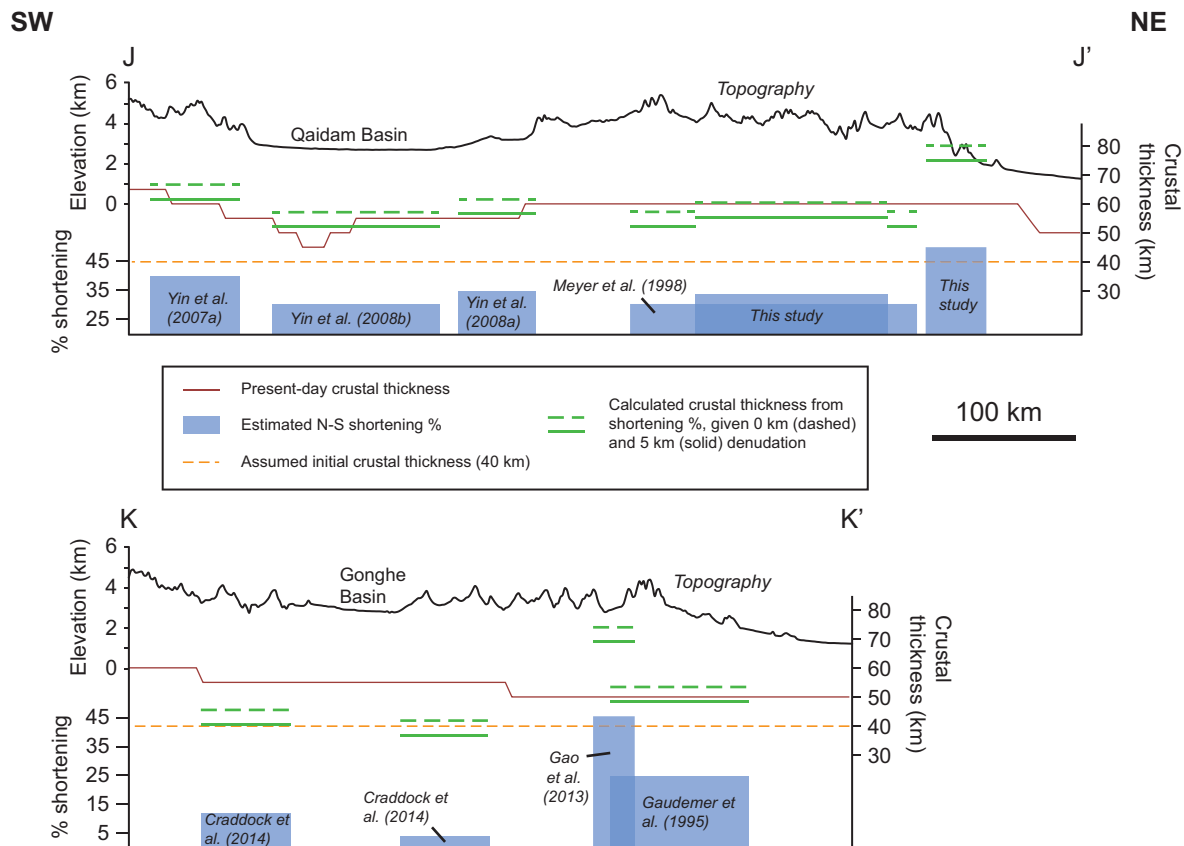 SW
NE
J
J’
Elevation (km)
6
4
2
0
Qaidam Basin
Topography
80
70
60
50
40
30
Crustal
thickness (km)
% shortening
45
35
25
Yin et al.
(2007a)
Yin et al. (2008b)
Yin et al.
(2008a)
Meyer et al. (1998)
This study
This
study
Present-day crustal thickness
Estimated N-S shortening %
Assumed initial crustal thickness (40 km)
Calculated crustal thickness from
shortening %, given 0 km (dashed)
and 5 km (solid) denudation
100 km
K
K’
Elevation (km)
6
4
2
0
Gonghe
Basin
Topography
80
70
60
50
40
30
Crustal
thickness (km)
% shortening
45
35
25
15
5
Craddock et
al. (2014)
Craddock et
al. (2014)
Gao
et al.
(2013)
Gaudemer et
al. (1995)